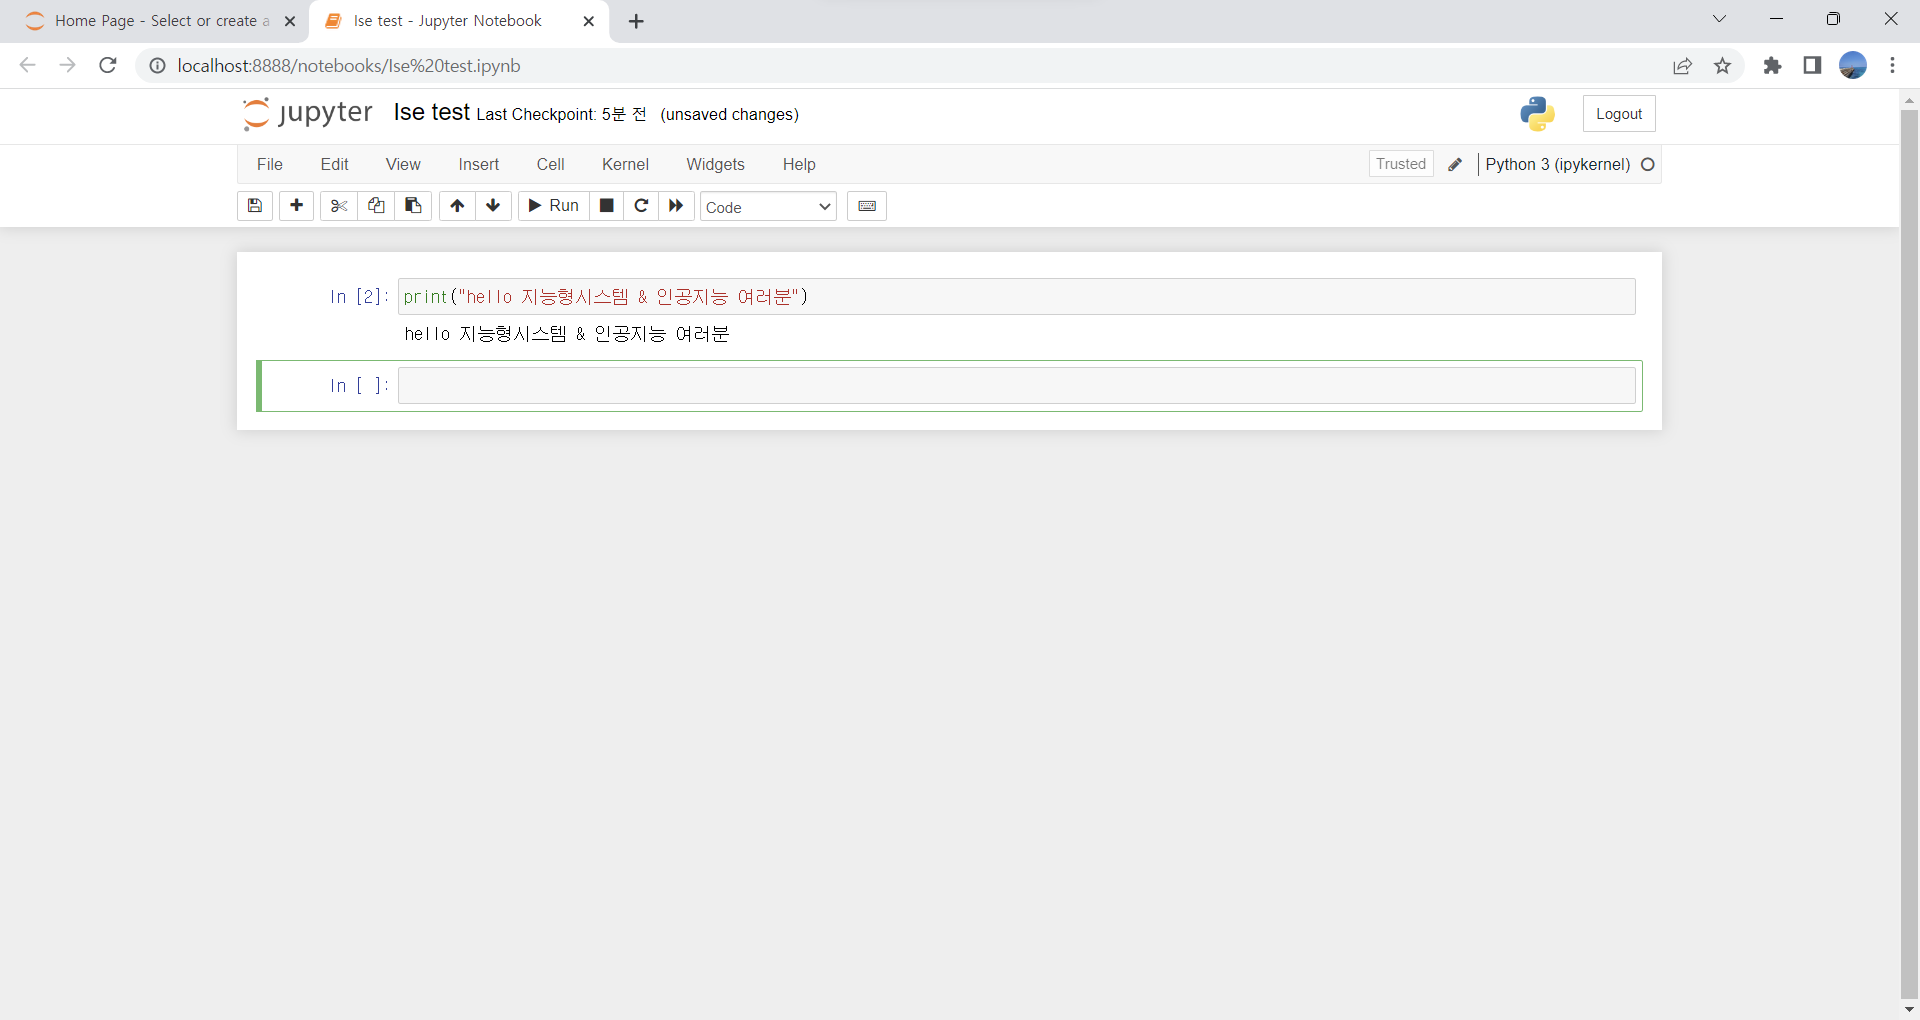 Home Page - Select or create a
Ise test - Jupyter Notebook
localhost:8888/notebooks/Ise%20test.ipynb
jupyter Ise test Last Checkpoint: 5분 전 (unsaved changes)
Logout
File Edit View Insert Cell Kernel Widgets Help
Trusted
Python 3 (ipykernel)
Run
Code
In [2]: print("hello 지능형시스템 & 인공지능 여러분")
hello 지능형시스템 & 인공지능 여러분
In [ ]: